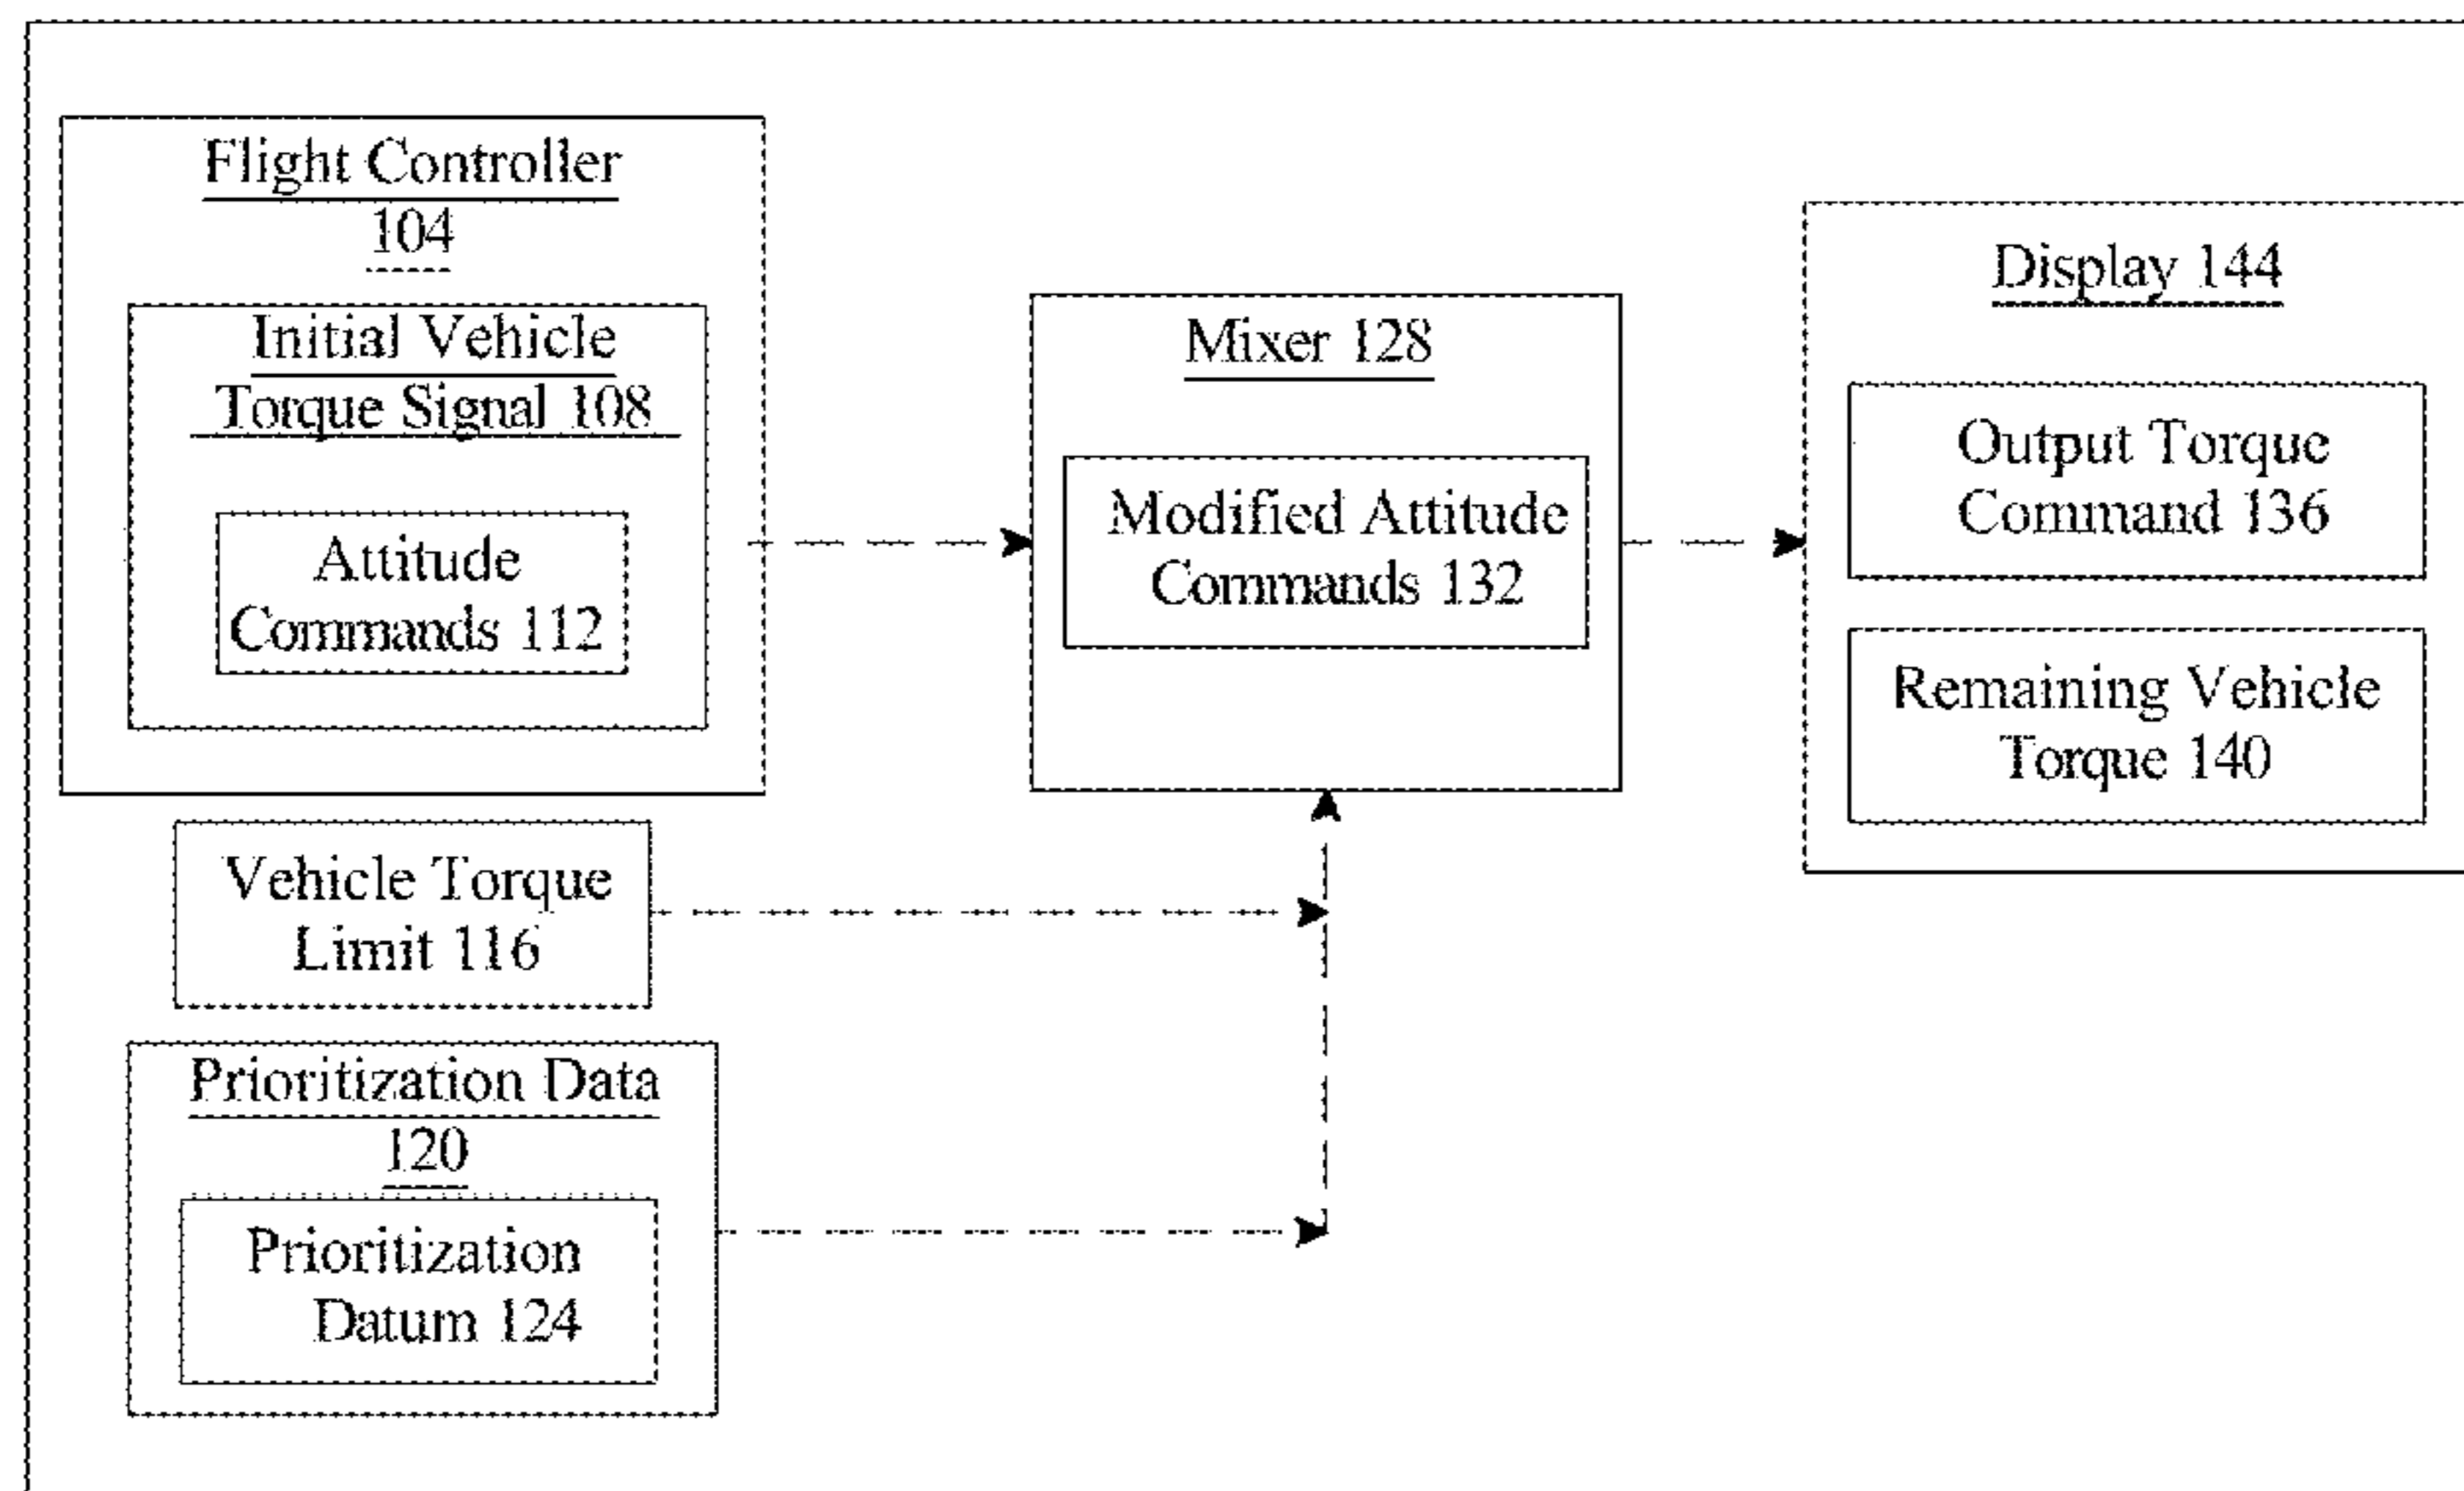 Flight Controller
104
Initial Vehicle
Torque Signal 108
Attitude
Commands 112
Vehicle Torque
Limit 116
Prioritization Data
120
Prioritization
Datum 124
Mixer 128
Modified Attitude
Commands 132
Display 144
Output Torque
Command 136
Remaining Vehicle
Torque 140